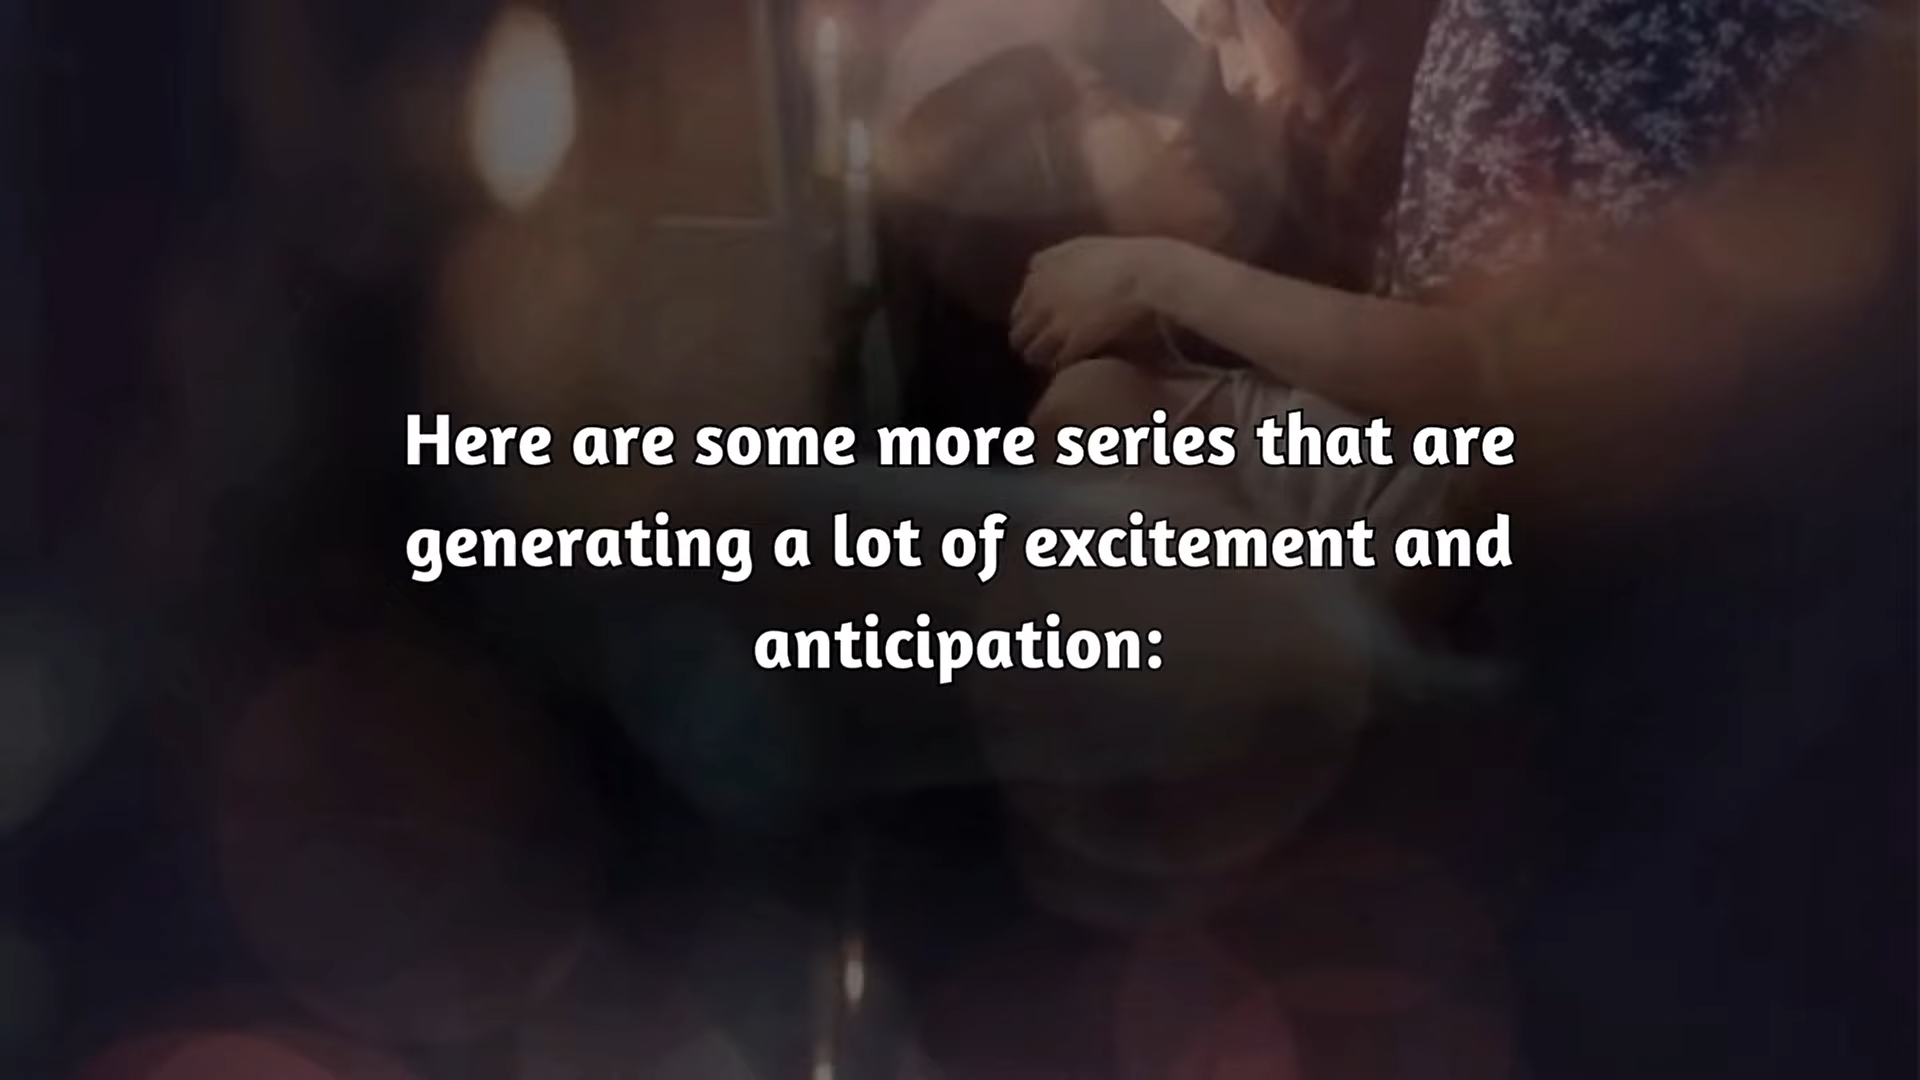 Here are some more series that are
generating a lot of excitement and
anticipation: